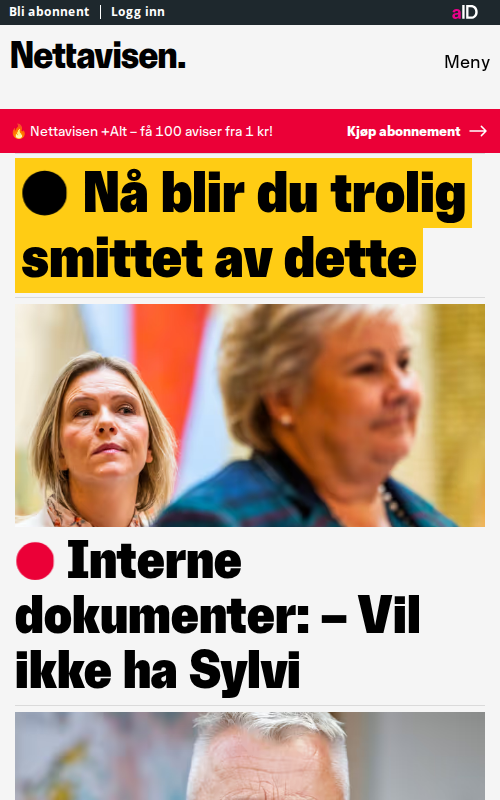 Bli abonnent | Logg inn
aID
Nettavisen.
Meny
🔥 Nettavisen +Alt – få 100 aviser fra 1 kr!
Kjøp abonnement →
Nå blir du trolig
smittet av dette
Interne
dokumenter: – Vil
ikke ha Sylvi